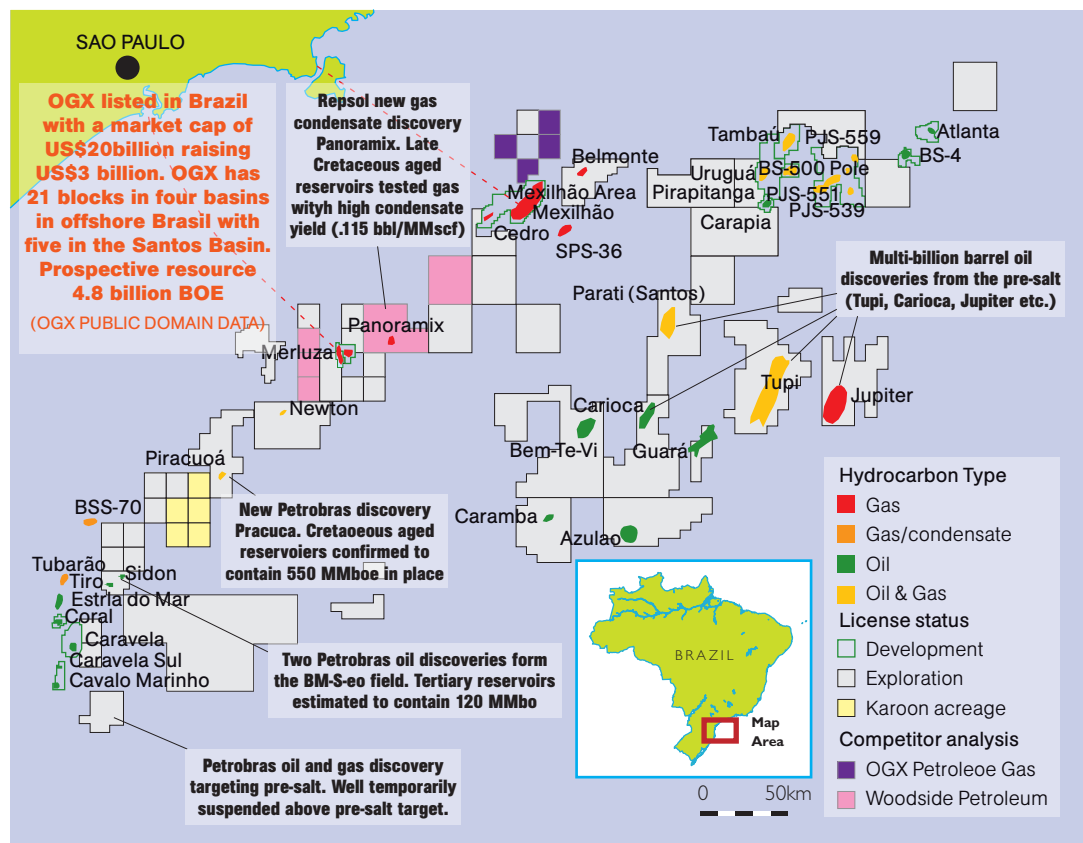 SAO PAULO
OGX listed in Brazil
with a market cap of
US$20billion raising
US$3 billion. OGX has
21 blocks in four basins
in offshore Brasil with
five in the Santos Basin.
Prospective resource
4.8 billion BOE
(OGX PUBLIC DOMAIN DATA)
Repsol new gas
condensate discovery
Panoramix. Late
Cretaceous aged
reservoirs tested gas
wityh high condensate
yield (.115 bbl/MMscf)
Belmonte
Mexilhão Area
Mexilhão
Cedro
SPS-36
Tambaú
PJS-559
Atlanta
BS-4
Uruguá
BS-500 Pole
Pirapitanga
PJS-551
PJS-539
Carapia
Multi-billion barrel oil
discoveries from the pre-salt
(Tupi, Carioca, Jupiter etc.)
Parati (Santos)
Panoramix
Merluza
Newton
Tupi
Jupiter
Carioca
Bem-Te-Vi
Guará
Piracuoá
BSS-70
New Petrobras discovery
Pracuca. Cretaoeous aged
reservoiers confirmed to
contain 550 MMboe in place
Caramba
Azulao
Tubarão
Tiro
Sidon
Estrla do Mar
Coral
Caravela
Caravela Sul
Cavalo Marinho
Two Petrobras oil discoveries form
the BM-S-eo field. Tertiary reservoirs
estimated to contain 120 MMbo
Petrobras oil and gas discovery
targeting pre-salt. Well temporarily
suspended above pre-salt target.
BRAZIL
Map
Area
0 50km
Hydrocarbon Type
Gas
Gas/condensate
Oil
Oil & Gas
License status
Development
Exploration
Karoon acreage
Competitor analysis
OGX Petroleoe Gas
Woodside Petroleum